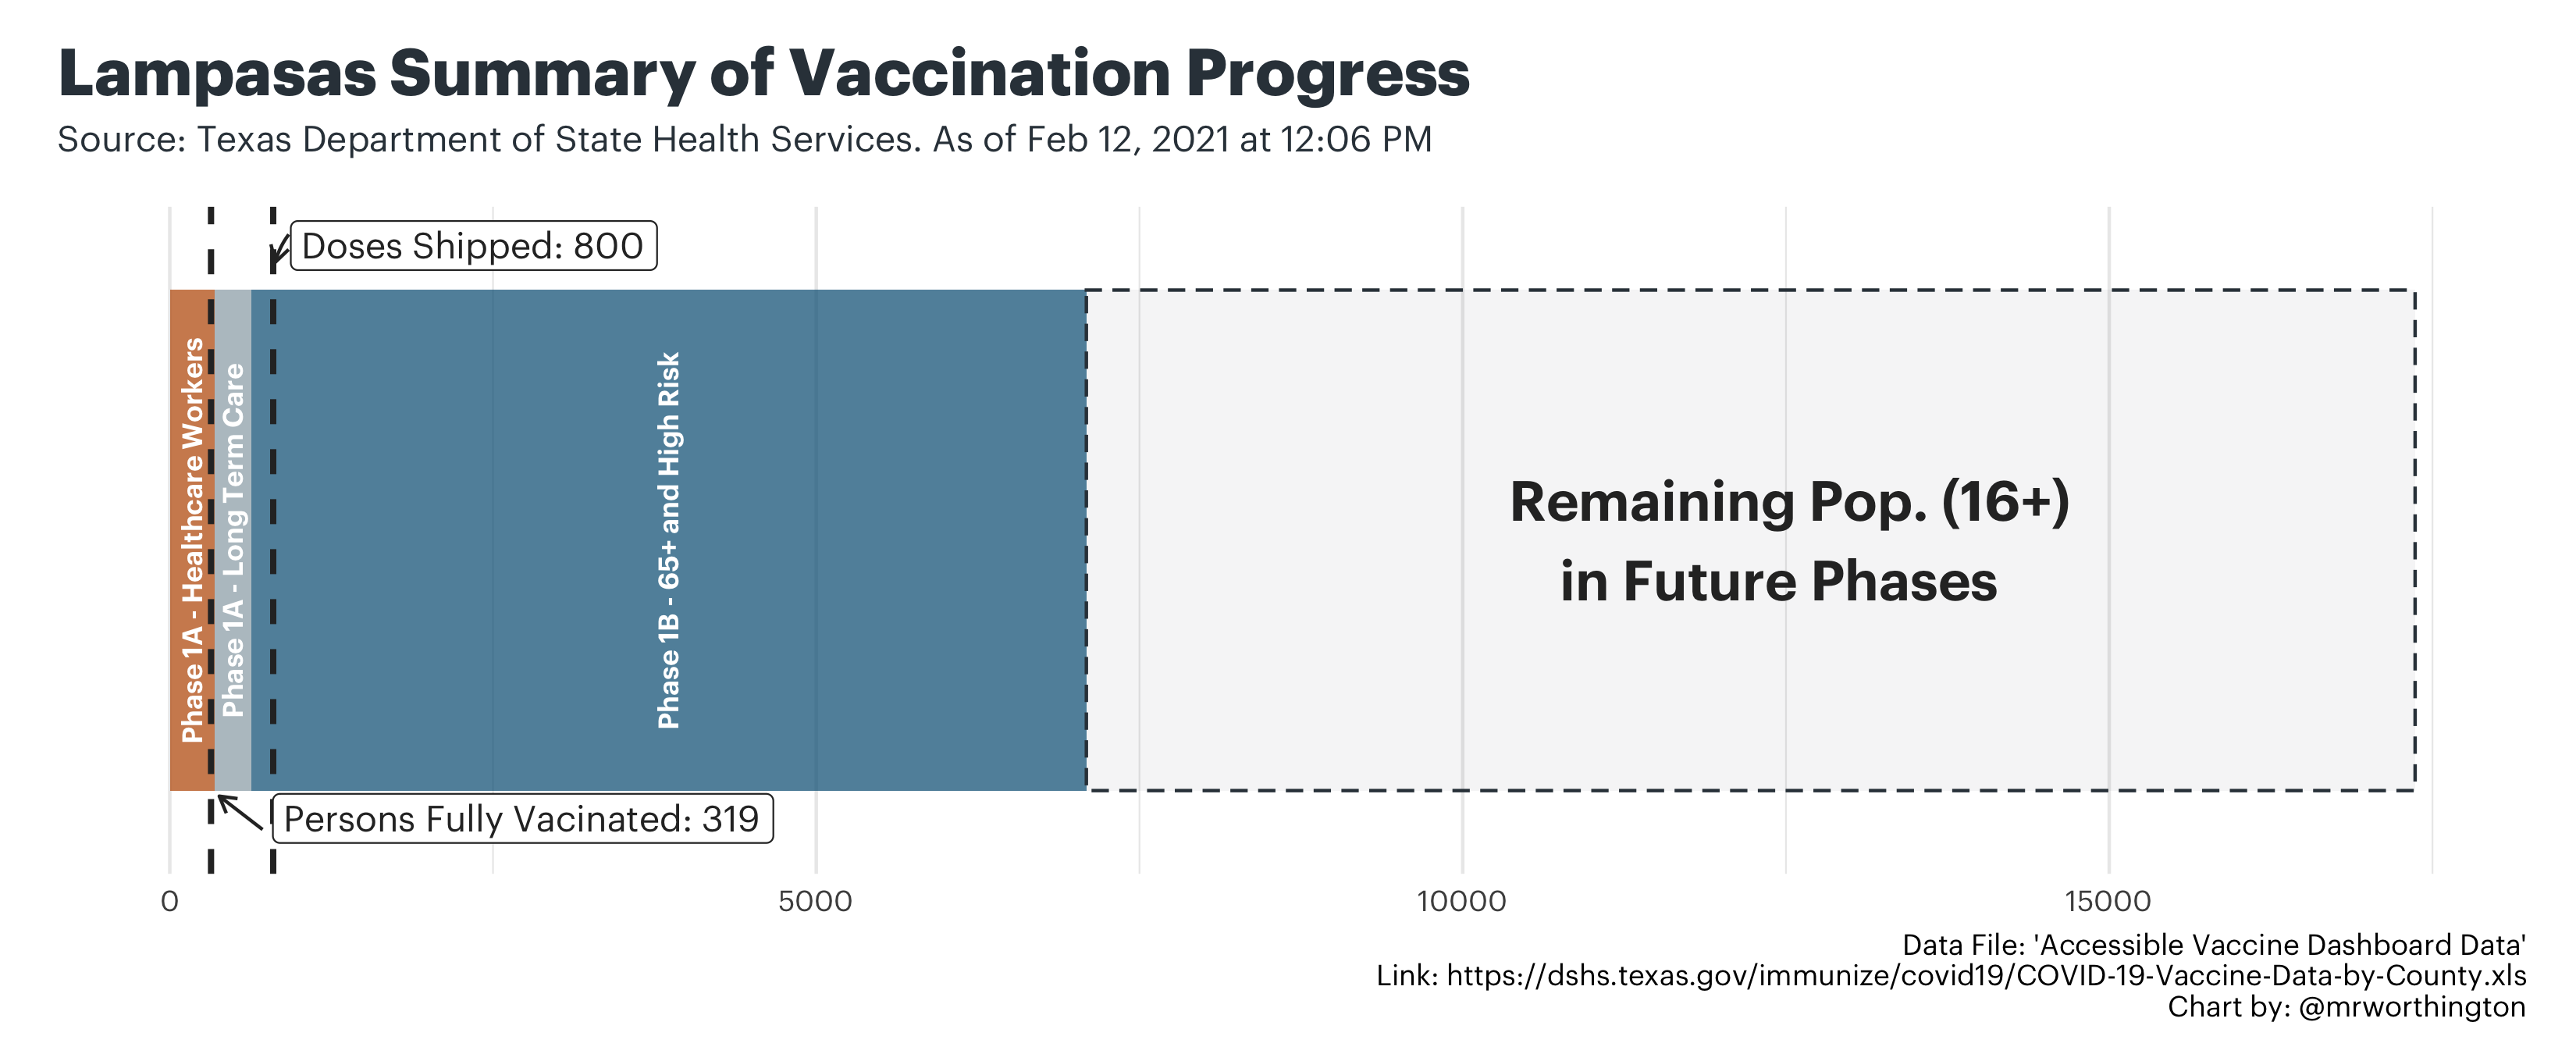 Lampasas Summary of Vaccination Progress
Source: Texas Department of State Health Services. As of Feb 12, 2021 at 12:06 PM
Doses Shipped: 800
Phase 1A - Healthcare Workers
Phase 1A - Long Term Care
Phase 1B - 65+ and High Risk
Remaining Pop. (16+)
in Future Phases
Persons Fully Vacinated: 319
0
5000
10000
15000
Data File: 'Accessible Vaccine Dashboard Data'
Link: https://dshs.texas.gov/immunize/covid19/COVID-19-Vaccine-Data-by-County.xls
Chart by: @mrworthington